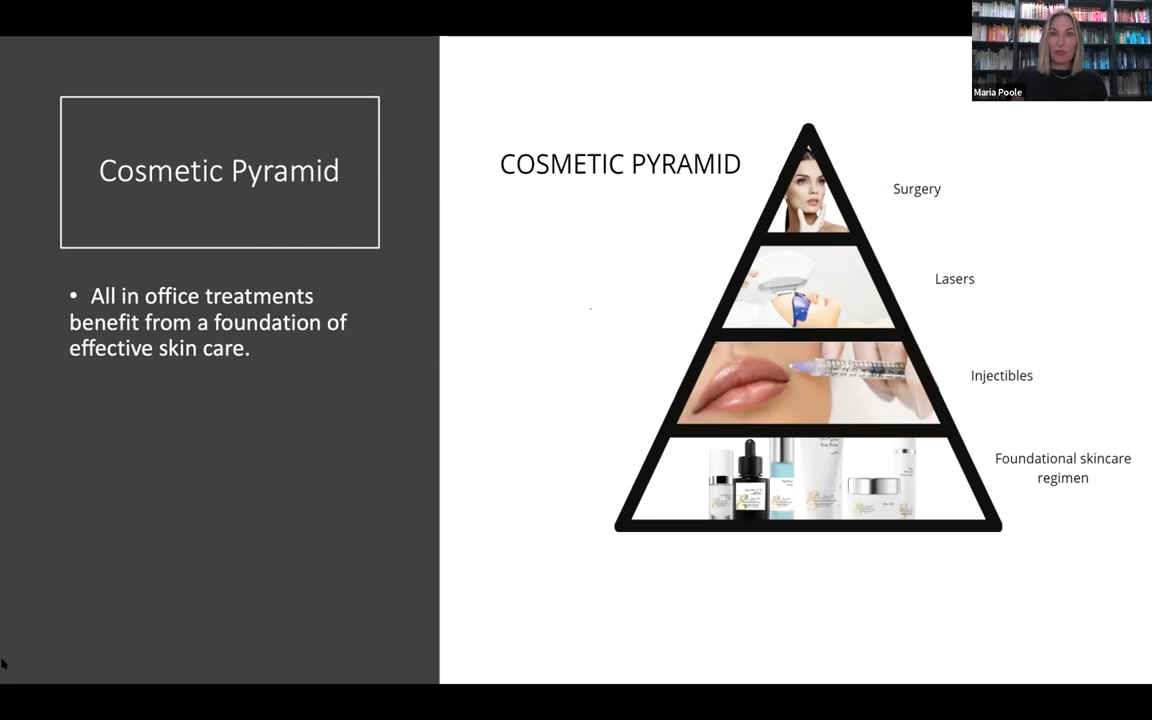 Maria Poole
Cosmetic Pyramid
• All in office treatments
benefit from a foundation of
effective skin care.
COSMETIC PYRAMID
Surgery
Lasers
Injectibles
Foundational skincare
regimen